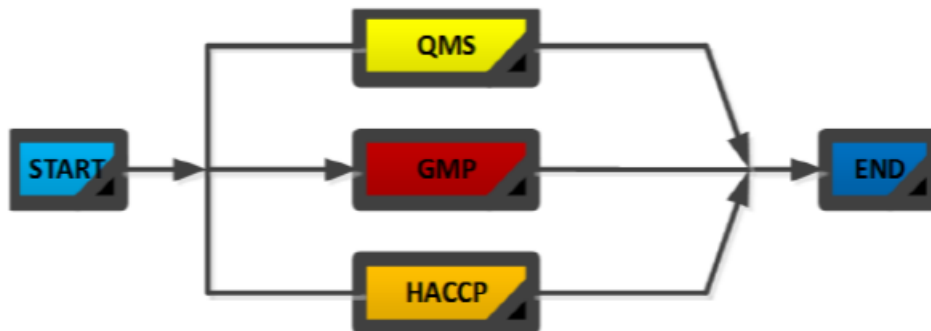 QMS
START
GMP
END
HACCP